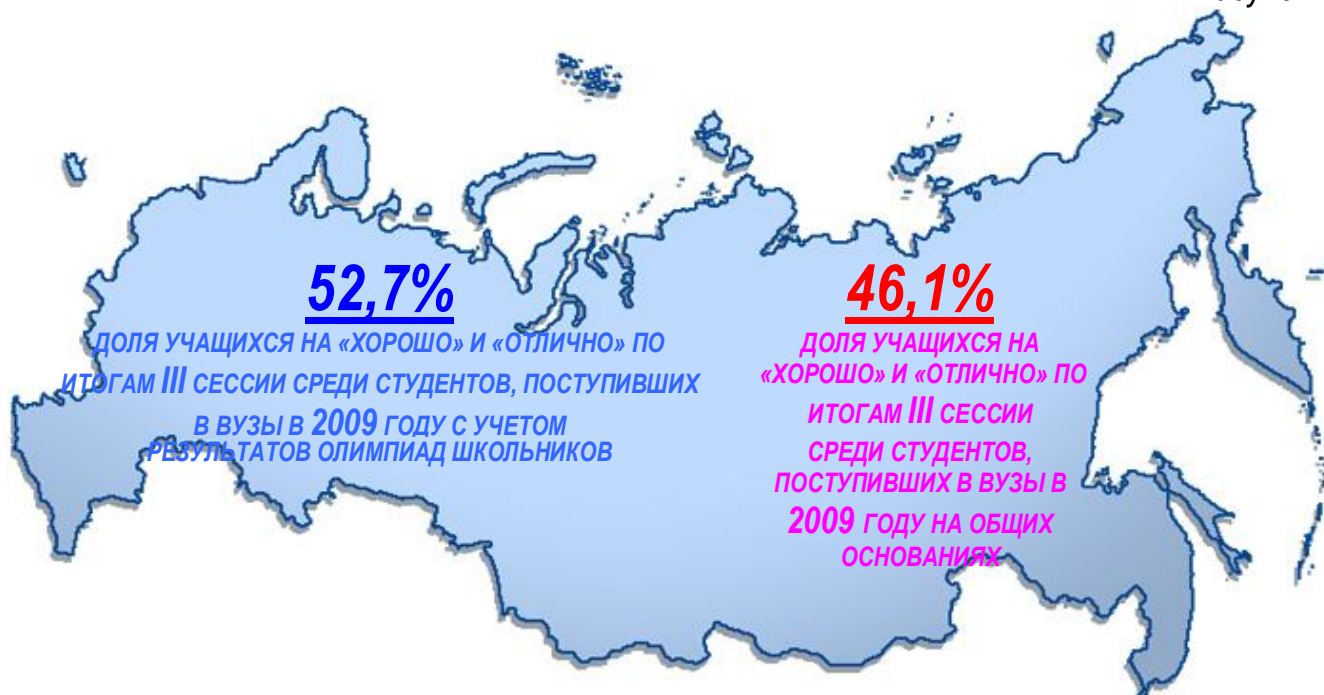 52,7%
ДОЛЯ УЧАЩИХСЯ НА «ХОРОШО» И «ОТЛИЧНО» ПО
ИТОГАМ III СЕССИИ СРЕДИ СТУДЕНТОВ, ПОСТУПИВШИХ
В ВУЗЫ В 2009 ГОДУ С УЧЕТОМ
РЕЗУЛЬТАТОВ ОЛИМПИАД ШКОЛЬНИКОВ
46,1%
ДОЛЯ УЧАЩИХСЯ НА
«ХОРОШО» И «ОТЛИЧНО» ПО
ИТОГАМ III СЕССИИ
СРЕДИ СТУДЕНТОВ,
ПОСТУПИВШИХ В ВУЗЫ В
2009 ГОДУ НА ОБЩИХ
ОСНОВАНИЯХ